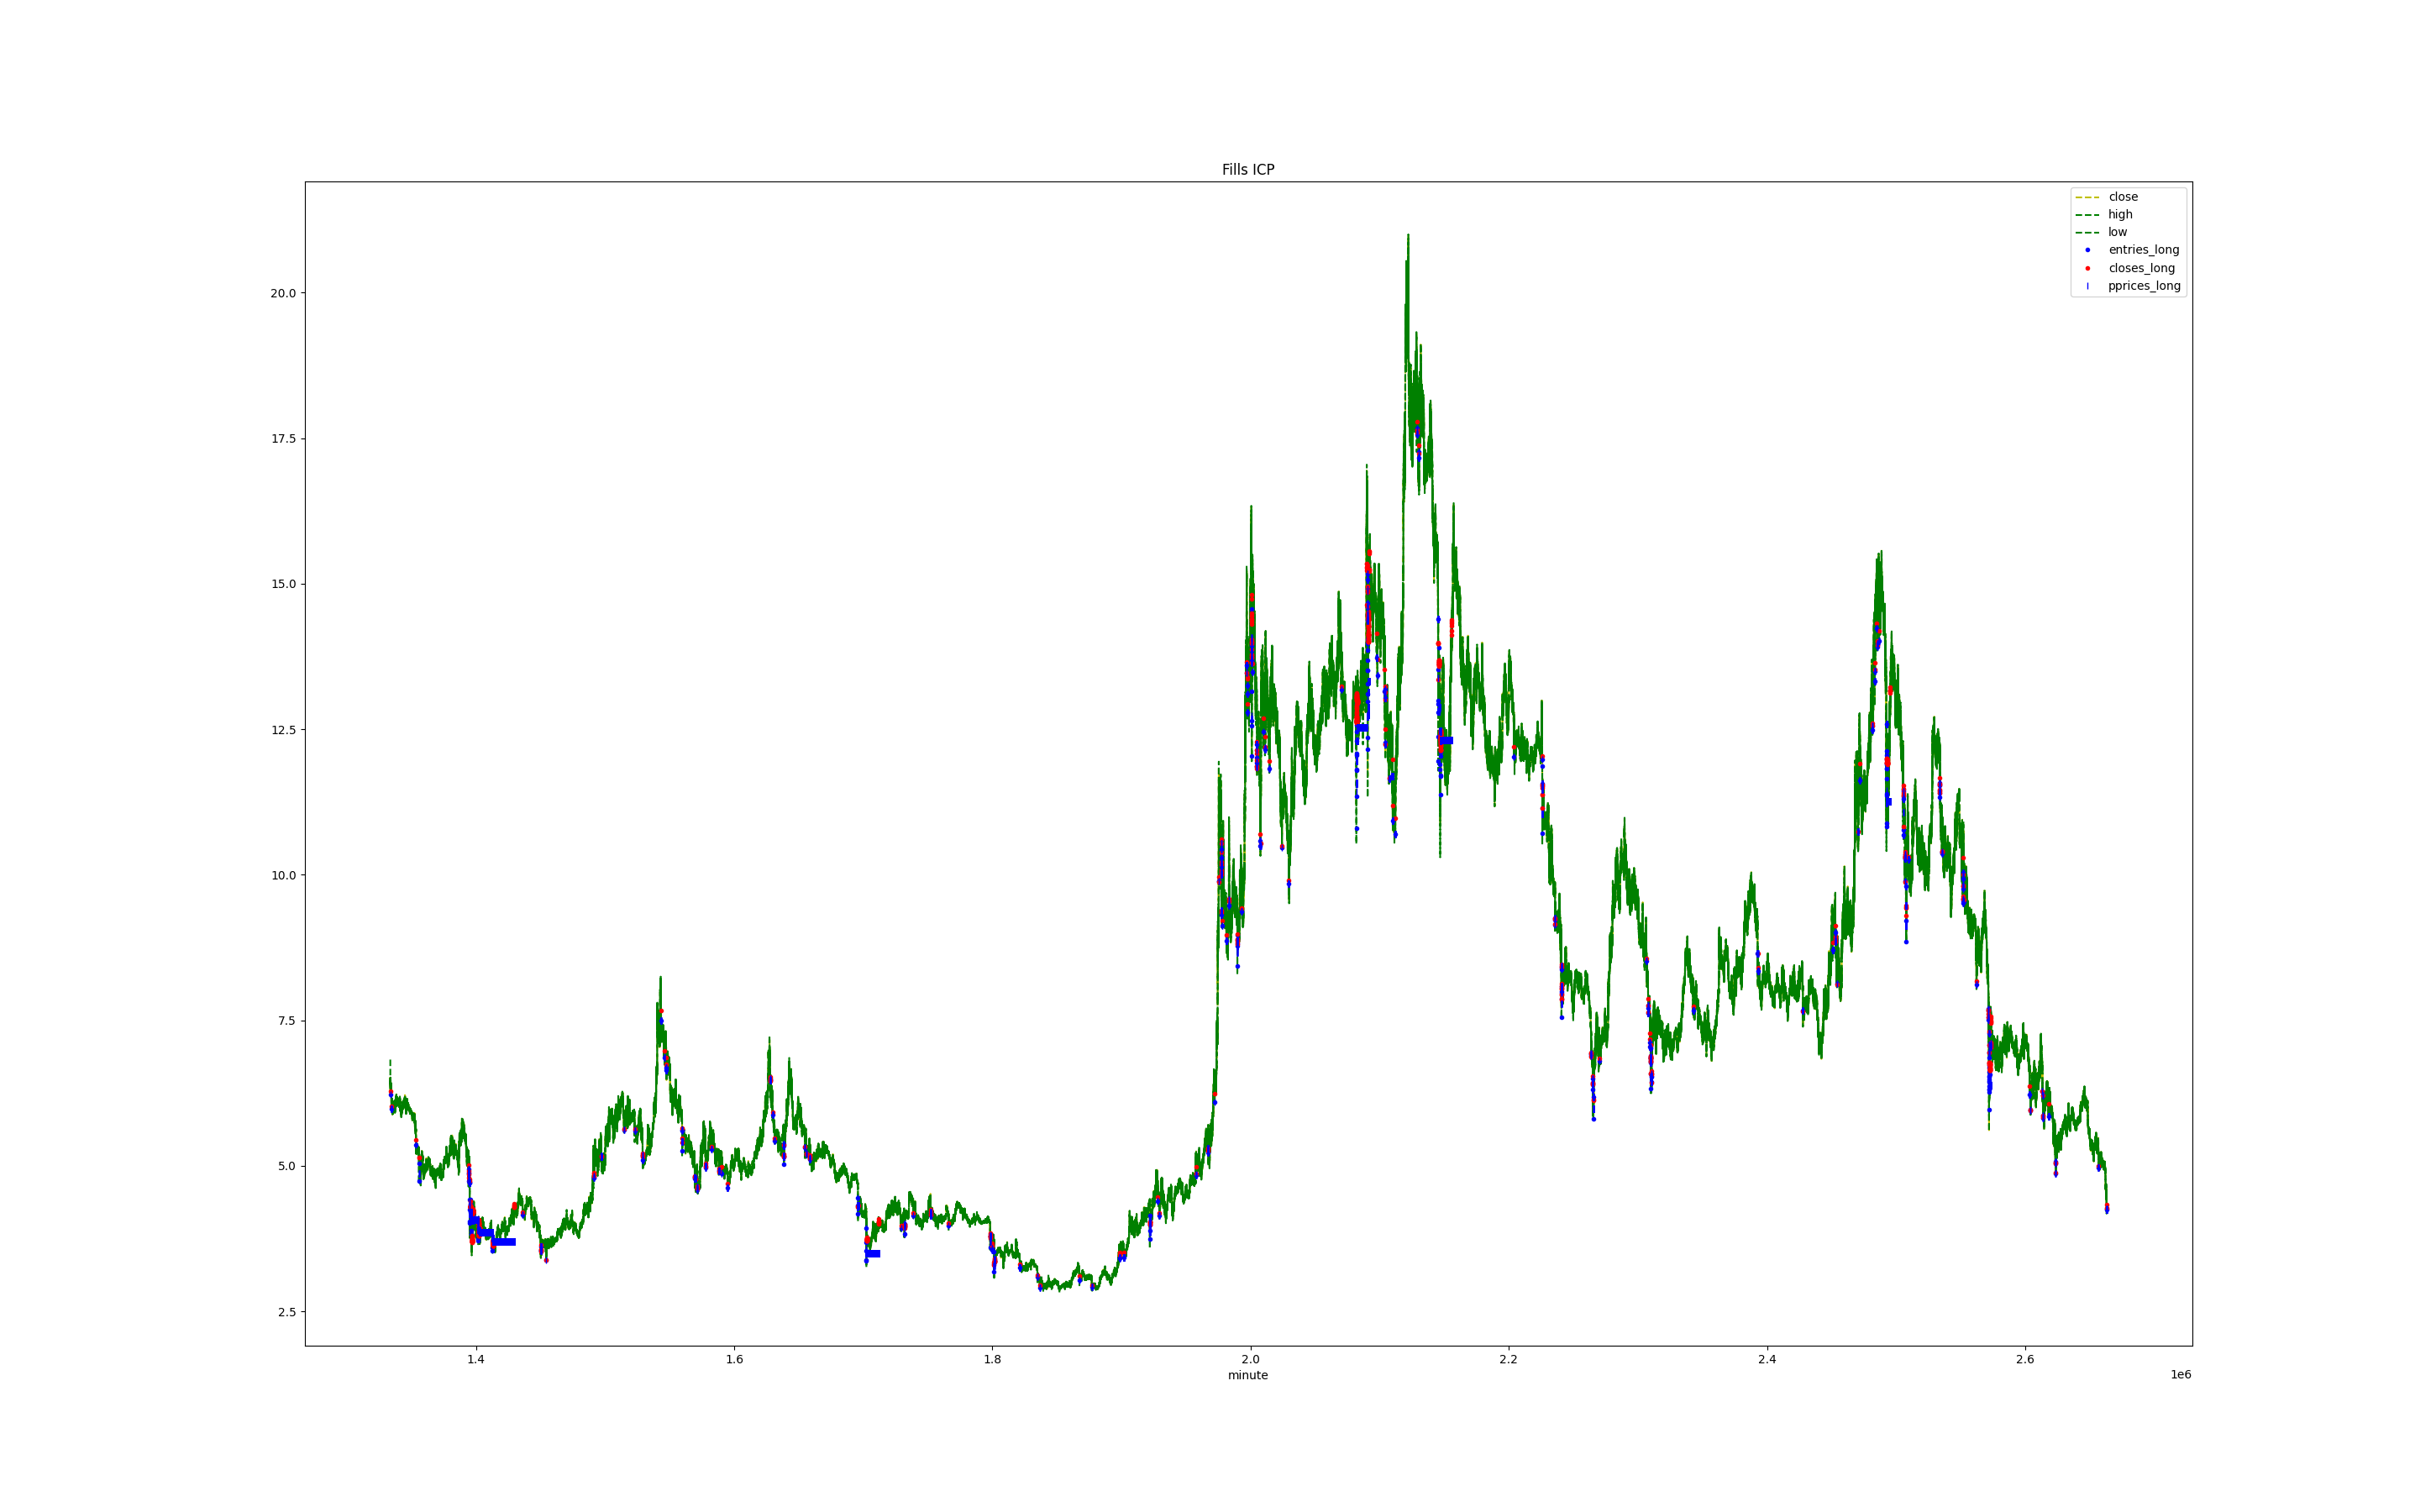 Fills ICP
close
high
low
entries_long
closes_long
pprices_long
20.0
17.5
15.0
12.5
10.0
7.5
5.0
2.5
1.4 1.6 1.8 2.0 2.2 2.4 2.6
minute
1e6